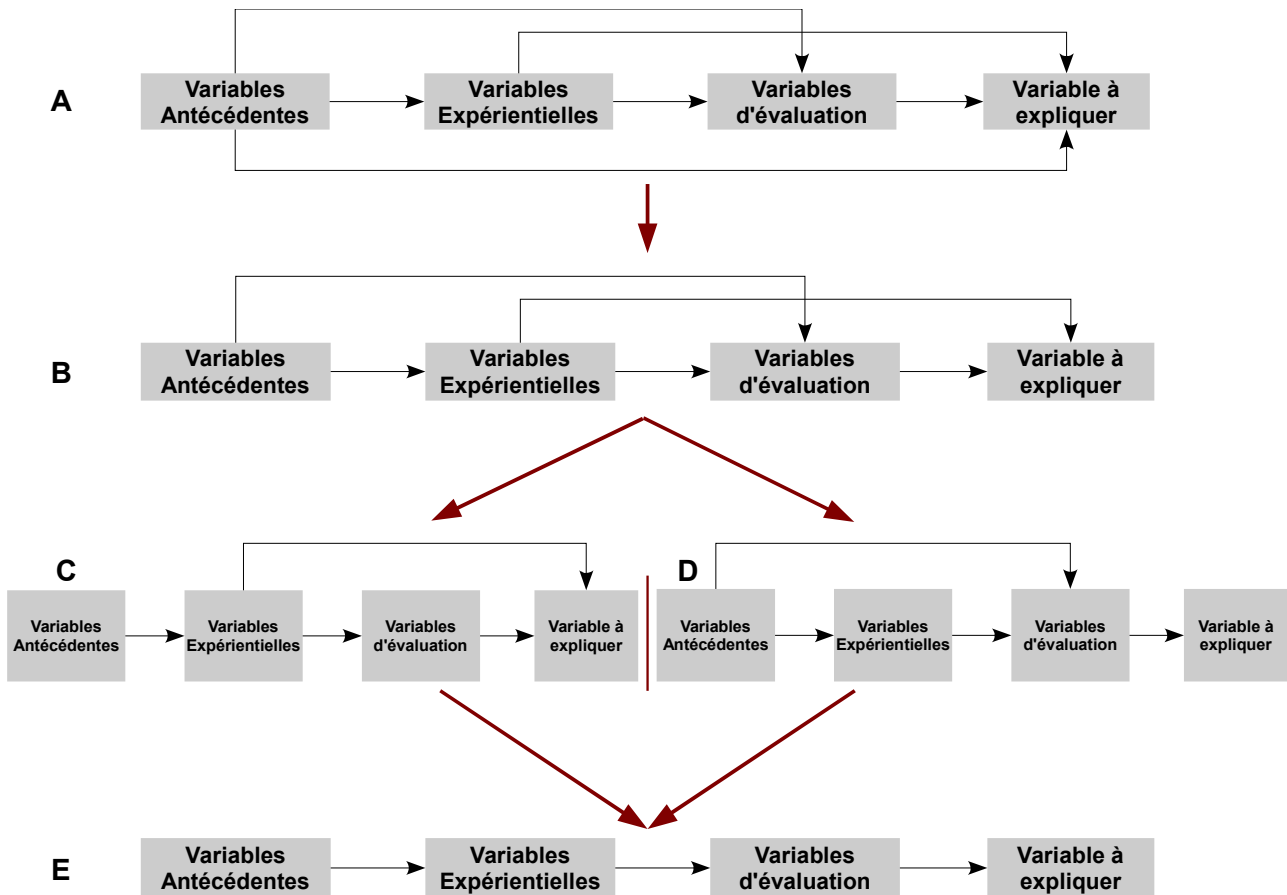 A
Variables
Antécédentes
Variables
Expérientielles
Variables
d'évaluation
Variable à
expliquer
B
Variables
Antécédentes
Variables
Expérientielles
Variables
d'évaluation
Variable à
expliquer
C
Variables
Antécédentes
Variables
Expérientielles
Variables
d'évaluation
Variable à
expliquer
D
Variables
Antécédentes
Variables
Expérientielles
Variables
d'évaluation
Variable à
expliquer
E
Variables
Antécédentes
Variables
Expérientielles
Variables
d'évaluation
Variable à
expliquer